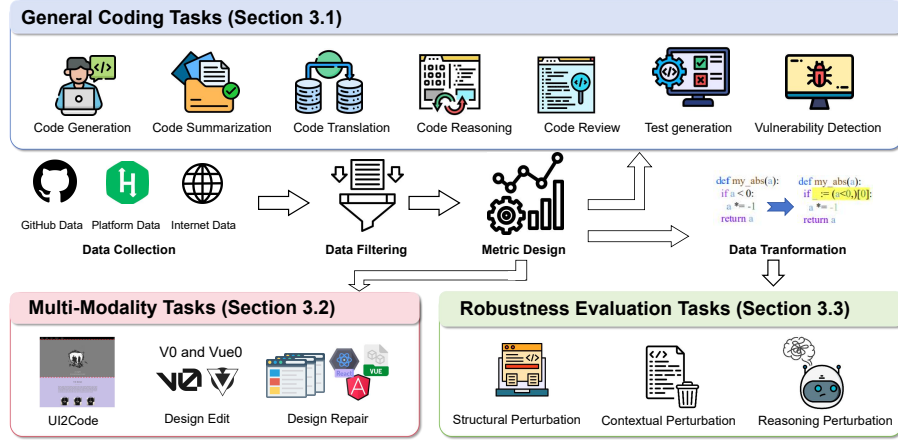 General Coding Tasks (Section 3.1)
Code Generation
Code Summarization
Code Translation
Code Reasoning
Code Review
Test generation
Vulnerability Detection
GitHub Data
Platform Data
Internet Data
Data Collection
Data Filtering
Metric Design
def my_abs(a):
if a < 0:
a *= -1
return a
def my_abs(a):
if _ := (a<0,)[0]:
a *= -1
return a
Data Tranformation
Multi-Modality Tasks (Section 3.2)
UI2Code
V0 and Vue0
Design Edit
React
VUE
Design Repair
Robustness Evaluation Tasks (Section 3.3)
Structural Perturbation
Contextual Perturbation
Reasoning Perturbation